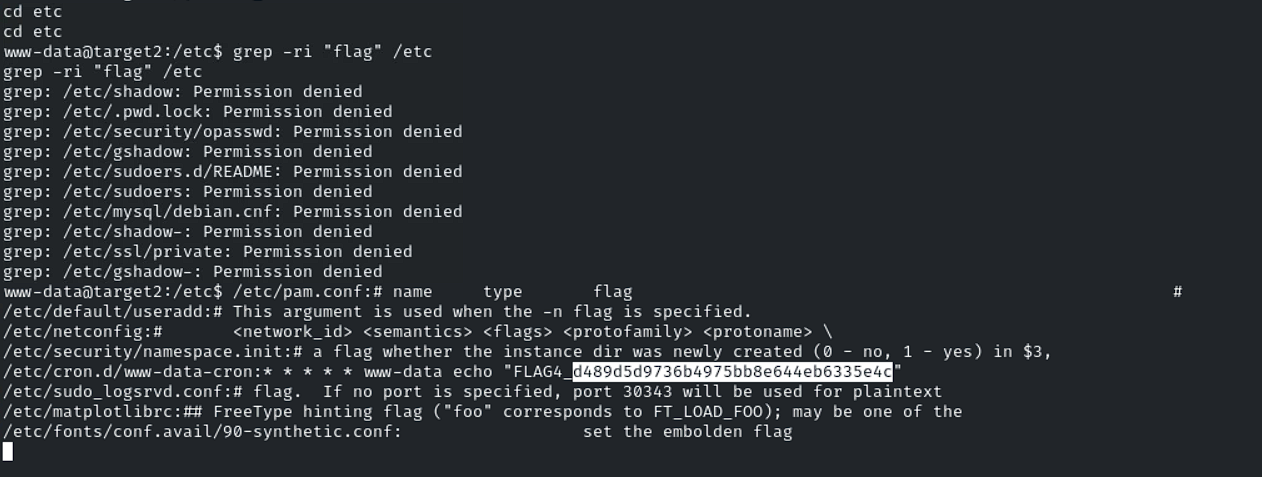 cd etc
cd etc
www-data@target2:/etc$ grep -ri "flag" /etc
grep -ri "flag" /etc
grep: /etc/shadow: Permission denied
grep: /etc/.pwd.lock: Permission denied
grep: /etc/security/opasswd: Permission denied
grep: /etc/gshadow: Permission denied
grep: /etc/sudoers.d/README: Permission denied
grep: /etc/sudoers: Permission denied
grep: /etc/mysql/debian.cnf: Permission denied
grep: /etc/shadow-: Permission denied
grep: /etc/ssl/private: Permission denied
grep: /etc/gshadow-: Permission denied
www-data@target2:/etc$ /etc/pam.conf:# name     type       flag                                                      #
/etc/default/useradd:# This argument is used when the -n flag is specified.
/etc/netconfig:#       <network_id> <semantics> <flags> <protofamily> <protoname> \
/etc/security/namespace.init:# a flag whether the instance dir was newly created (0 - no, 1 - yes) in $3,
/etc/cron.d/www-data-cron:* * * * * www-data echo "FLAG4_d489d5d9736b4975bb8e644eb6335e4c"
/etc/sudo_logsrvd.conf:# flag.  If no port is specified, port 30343 will be used for plaintext
/etc/matplotlibrc:## FreeType hinting flag ("foo" corresponds to FT_LOAD_FOO); may be one of the
/etc/fonts/conf.avail/90-synthetic.conf:                  set the embolden flag